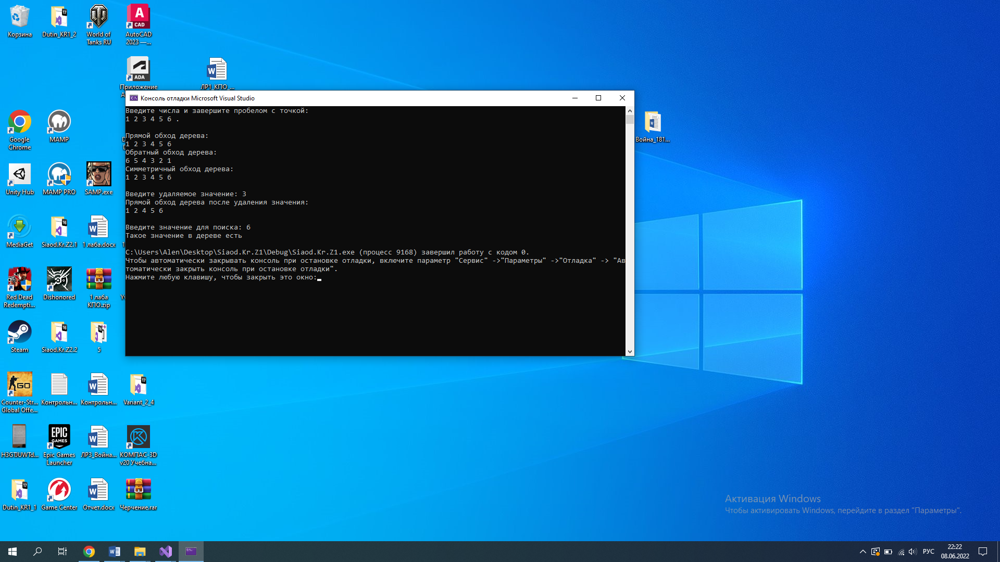 Корзина
Dutin_KR1_2
World of
Tanks RU
AutoCAD
2023 —...
Приложение
ЛР1_КПО_...
Консоль отладки Microsoft Visual Studio
Введите числа и завершите пробелом с точкой:
1 2 3 4 5 6 .
Прямой обход дерева:
1 2 3 4 5 6
Обратный обход дерева:
6 5 4 3 2 1
Симметричный обход дерева:
1 2 3 4 5 6
Введите удаляемое значение: 3
Прямой обход дерева после удаления значения:
1 2 4 5 6
Введите значение для поиска: 6
Такое значение в дереве есть
C:\Users\Alen\Desktop\Siaod.Kr.Z1\Debug\Siaod.Kr.Z1.exe (процесс 9168) завершил работу с кодом 0.
Чтобы автоматически закрывать консоль при остановке отладки, включите параметр "Сервис" ->"Параметры" ->"Отладка" -> "Ав
томатически закрыть консоль при остановке отладки".
Нажмите любую клавишу, чтобы закрыть это окно:
Война_181...
Google
Chrome
MAMP
Unity Hub
MAMP PRO
SAMP.exe
MediaGet
Siaod.Kr.Z2.1
1 лаба.docx
Red Dead
Redempti...
Dishonored
1 лаба
КПО.zip
Steam
Siaod.Kr.Z2.2
5
Counter-Str...
Global Offe...
Контрольн...
Контрольн...
Variant_2_4
H3GTJUWTd...
Epic Games
Launcher
ЛР3_Война...
КОМПАС-3D
v20 Учебна...
Dutin_KR1_1
Game Center
Отчет.docx
Черчение.rar
Активация Windows
Чтобы активировать Windows, перейдите в раздел "Параметры".
РУС
22:22
08.06.2022